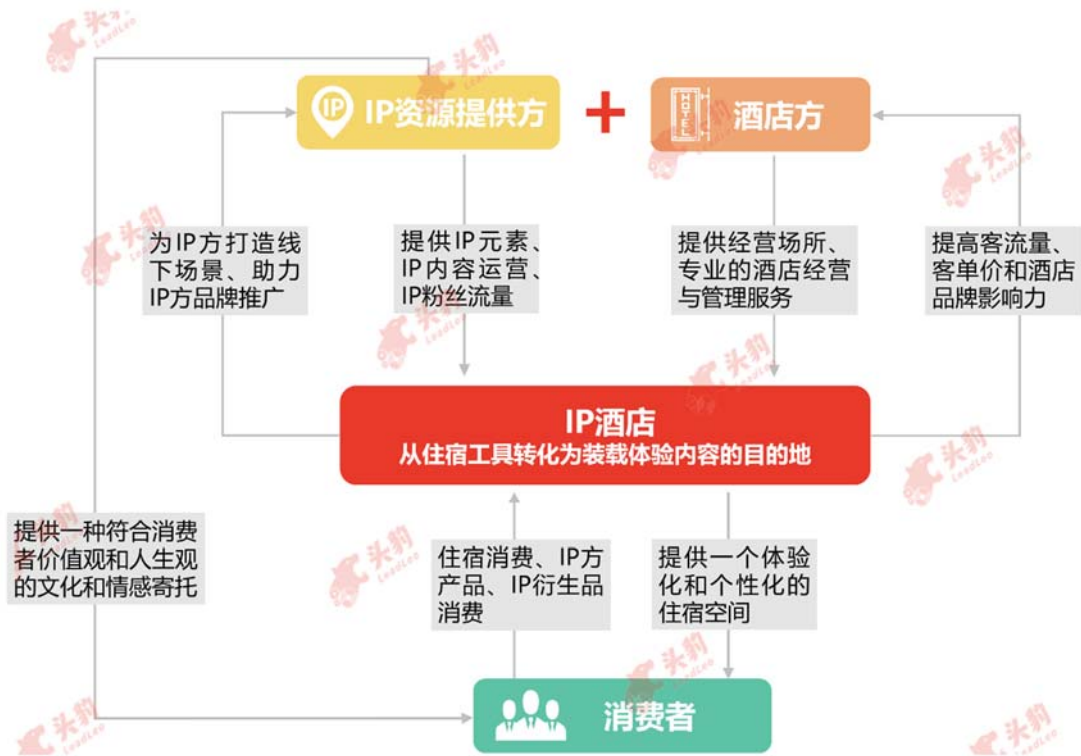 IP
IP资源提供方
+
HOTEL
酒店方
为IP方打造线
下场景、助力
IP方品牌推广
提供IP元素、
IP内容运营、
IP粉丝流量
提供经营场所、
专业的酒店经营
与管理服务
提高客流量、
客单价和酒店
品牌影响力
IP酒店
从住宿工具转化为装载体验内容的目的地
提供一种符合消费
者价值观和人生观
的文化和情感寄托
住宿消费、IP方
产品、IP衍生品
消费
提供一个体验
化和个性化的
住宿空间
消费者
头豹
LeadLeo